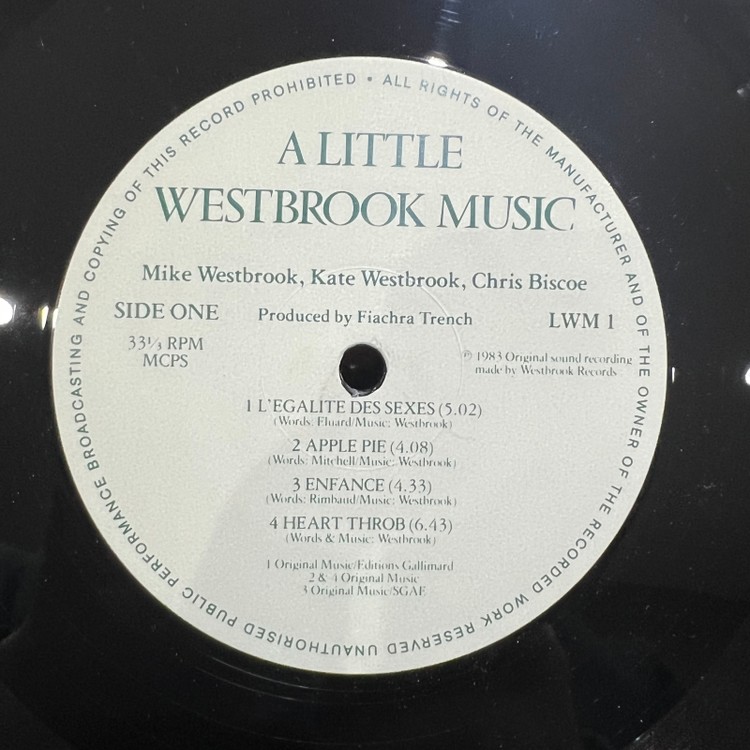 ALL RIGHTS OF THE MANUFACTURER AND OF THE OWNER OF THE RECORDED WORK RESERVED UNAUTHORISED PUBLIC PERFORMANCE BROADCASTING AND COPYING OF THIS RECORD PROHIBITED •
A LITTLE
WESTBROOK MUSIC
Mike Westbrook, Kate Westbrook, Chris Biscoe
SIDE ONE Produced by Fiachra Trench LWM 1
33⅓ RPM
MCPS
℗ 1983 Original sound recording
made by Westbrook Records
1 L'EGALITE DES SEXES (5.02)
(Words: Eluard/Music: Westbrook)
2 APPLE PIE (4.08)
(Words: Mitchell/Music: Westbrook)
3 ENFANCE (4.33)
(Words: Rimbaud/Music: Westbrook)
4 HEART THROB (6.43)
(Words & Music: Westbrook)
1 Original Music/Editions Gallimard
2 & 4 Original Music
3 Original Music/SGAE